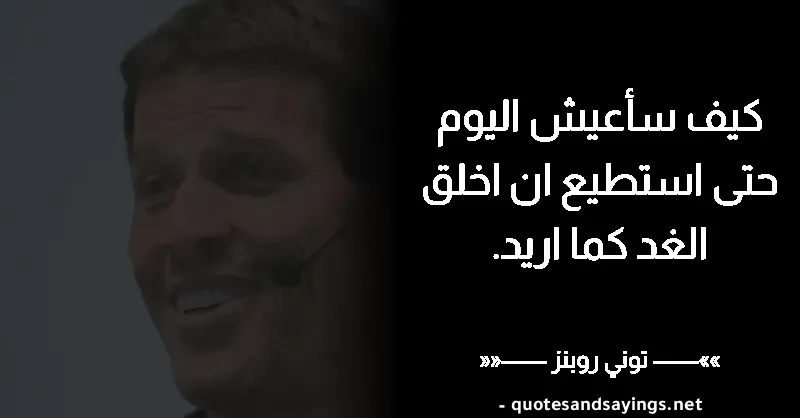 كيف سأعيش اليوم
حتى استطيع ان اخلق
الغد كما اريد.
»»—— توني روبنز ——««
- quotesandsayings.net